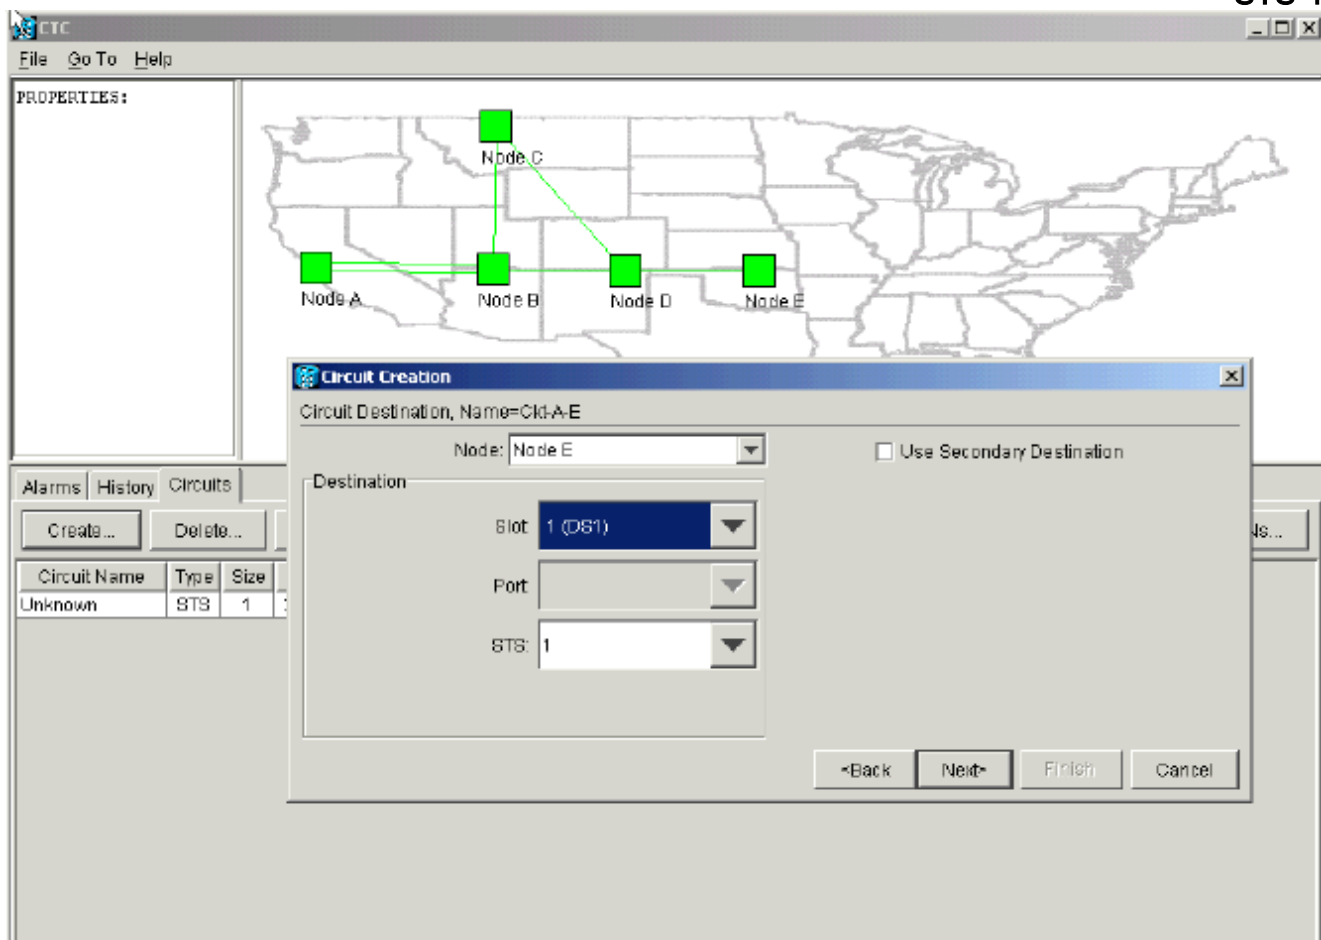 CTC
File Go To Help
PROPERTIES:
Node C
Node A
Node B
Node D
Node E
Circuit Creation
Circuit Destination, Name=Ckt-A-E
Node: Node E
Use Secondary Destination
Destination
Slot 1 (DS1)
Port
STS: 1
<Back Next> Finish Cancel
Alarms History Circuits
Create... Delete...
Circuit Name Type Size
Unknown STS 1